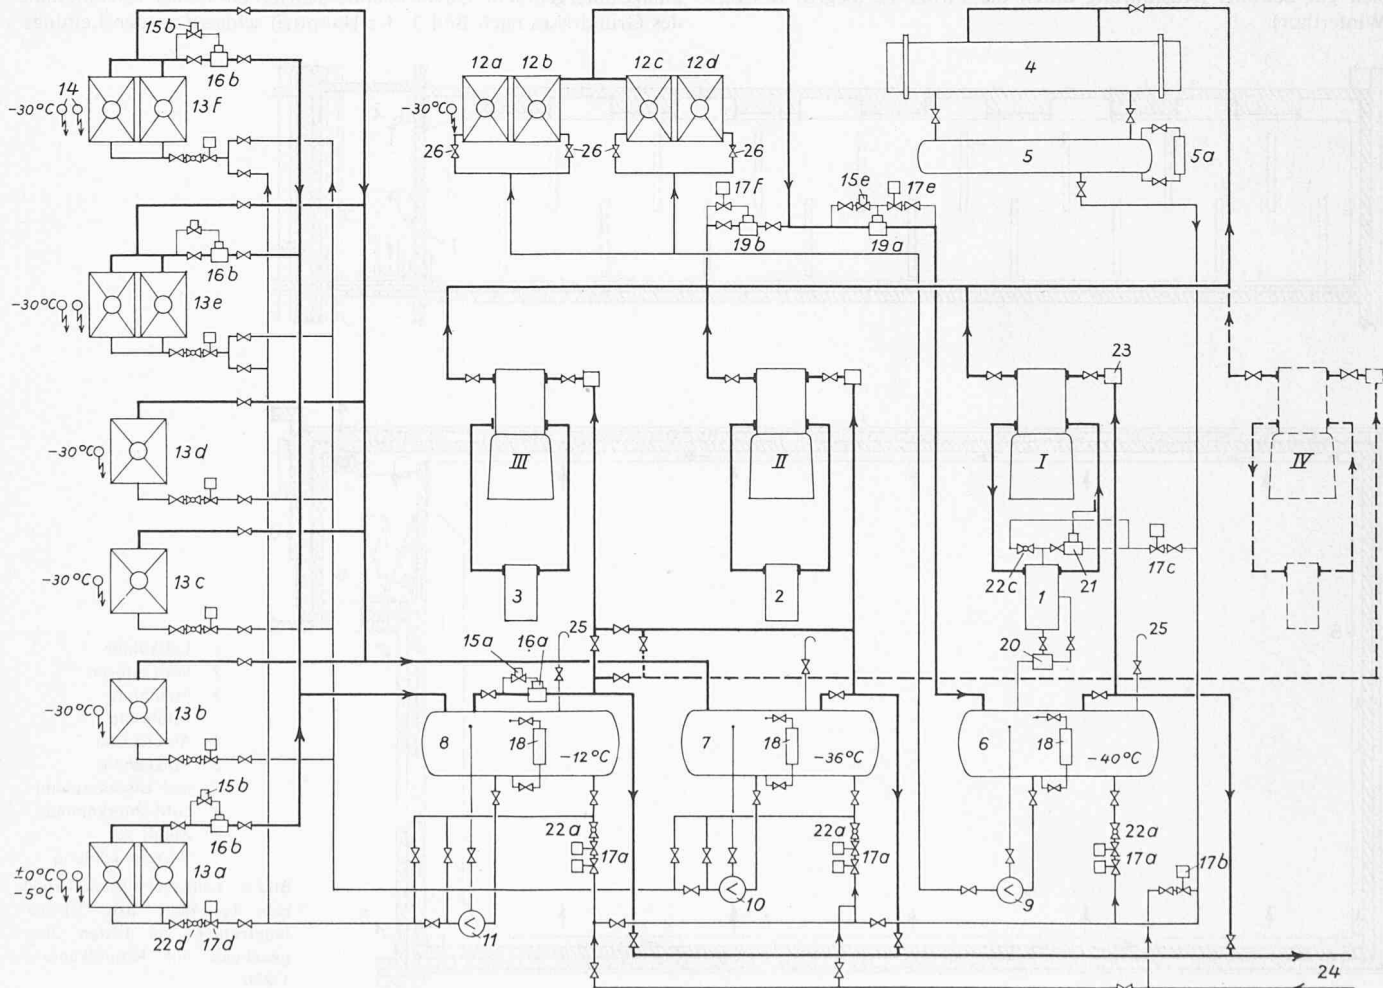 Winterthur)
15b
16b
14
-30°C
13f
12a
12b
12c
12d
-30°C
26
26
26
4
5
5a
17f
15e
17e
19b
19a
16b
-30°C
13e
23
-30°C
13d
III
II
I
IV
-30°C
13c
22c
21
17c
3
2
1
20
25
25
15a
16a
-30°C
13b
8
18
-12°C
7
18
-36°C
6
18
-40°C
15b
16b
22a
17a
22a
17a
22a
17a
17b
±0°C
-5°C
13a
22d
17d
11
10
9
24